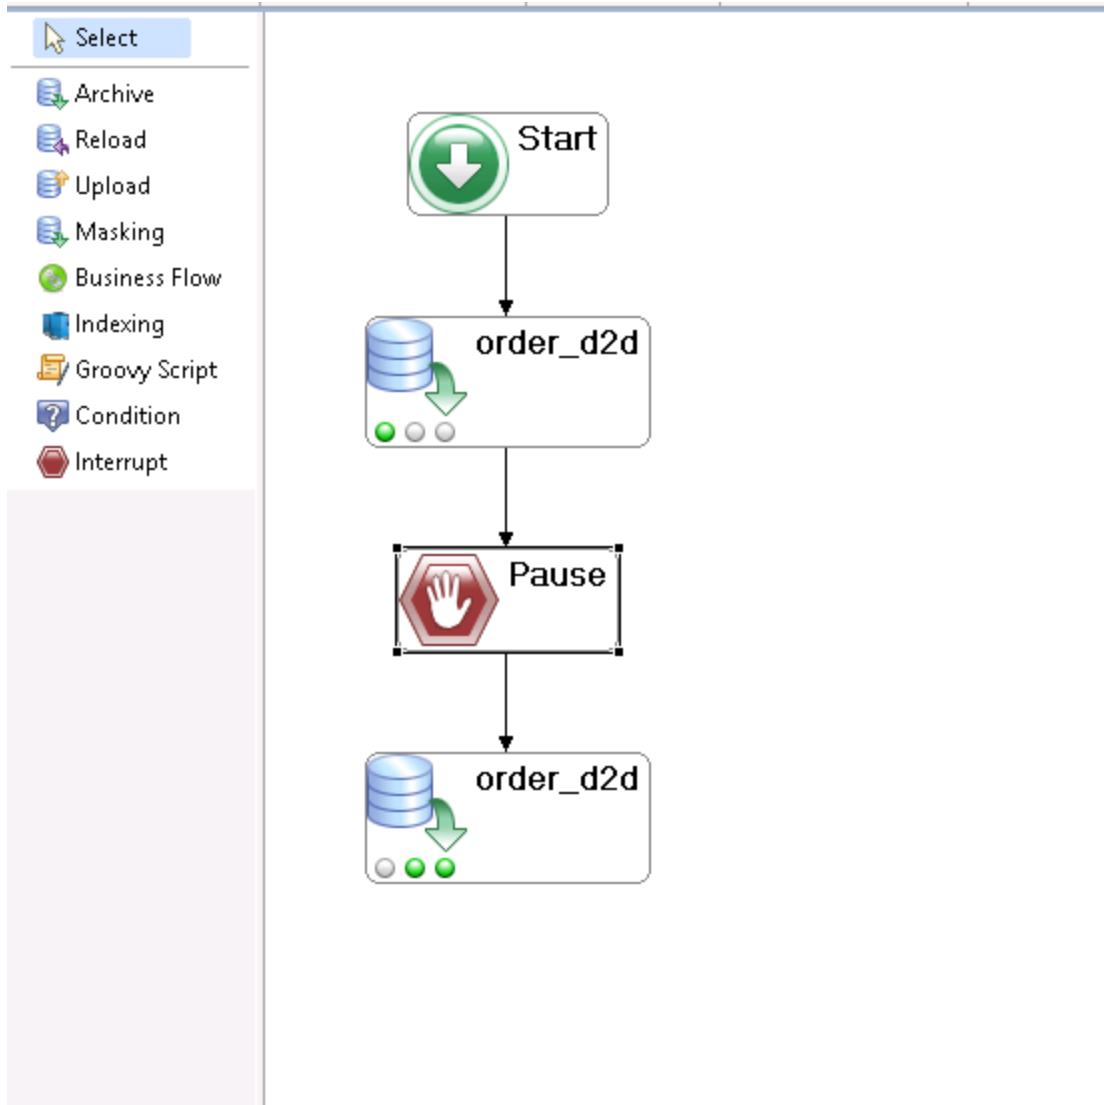 Select
Archive
Reload
Upload
Masking
Business Flow
Indexing
Groovy Script
Condition
Interrupt
Start
order_d2d
Pause
order_d2d